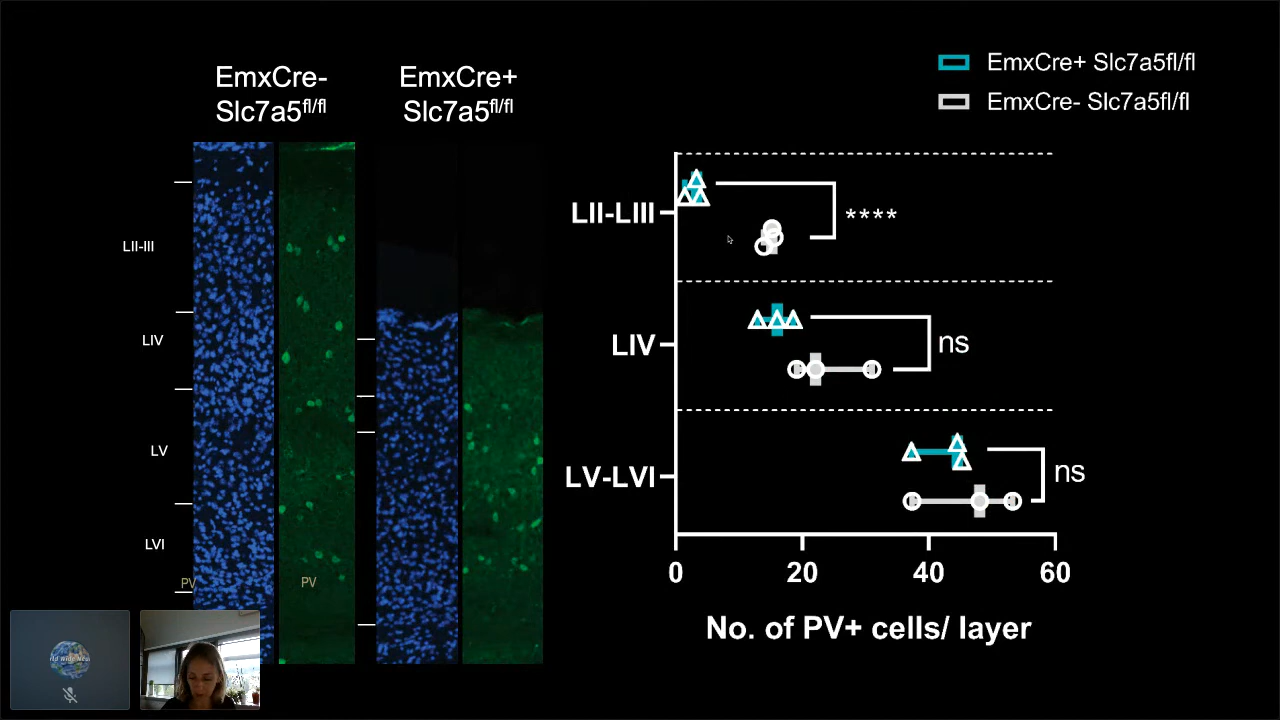 EmxCre-
Slc7a5fl/fl
EmxCre+
Slc7a5fl/fl
EmxCre+ Slc7a5fl/fl
EmxCre- Slc7a5fl/fl
LII-III
LIV
LV
LVI
PV
PV
LII-LIII
****
LIV
ns
LV-LVI
ns
0 20 40 60
No. of PV+ cells/ layer